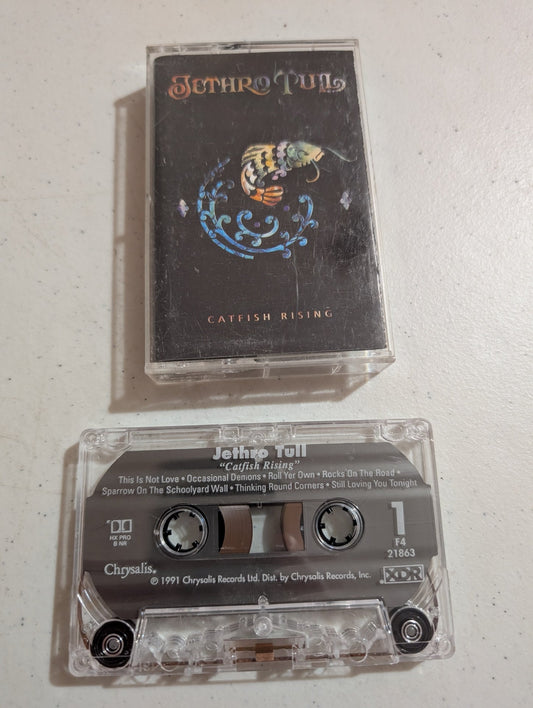 JETHRO TULL
CATFISH RISING
Jethro Tull
"Catfish Rising"
This Is Not Love • Occasional Demons • Roll Yer Own • Rocks On The Road •
Sparrow On The Schoolyard Wall • Thinking Round Corners • Still Loving You Tonight
HX PRO
B NR
1
F4
21863
Chrysalis.
XDR
℗ 1991 Chrysalis Records Ltd. Dist. by Chrysalis Records, Inc.